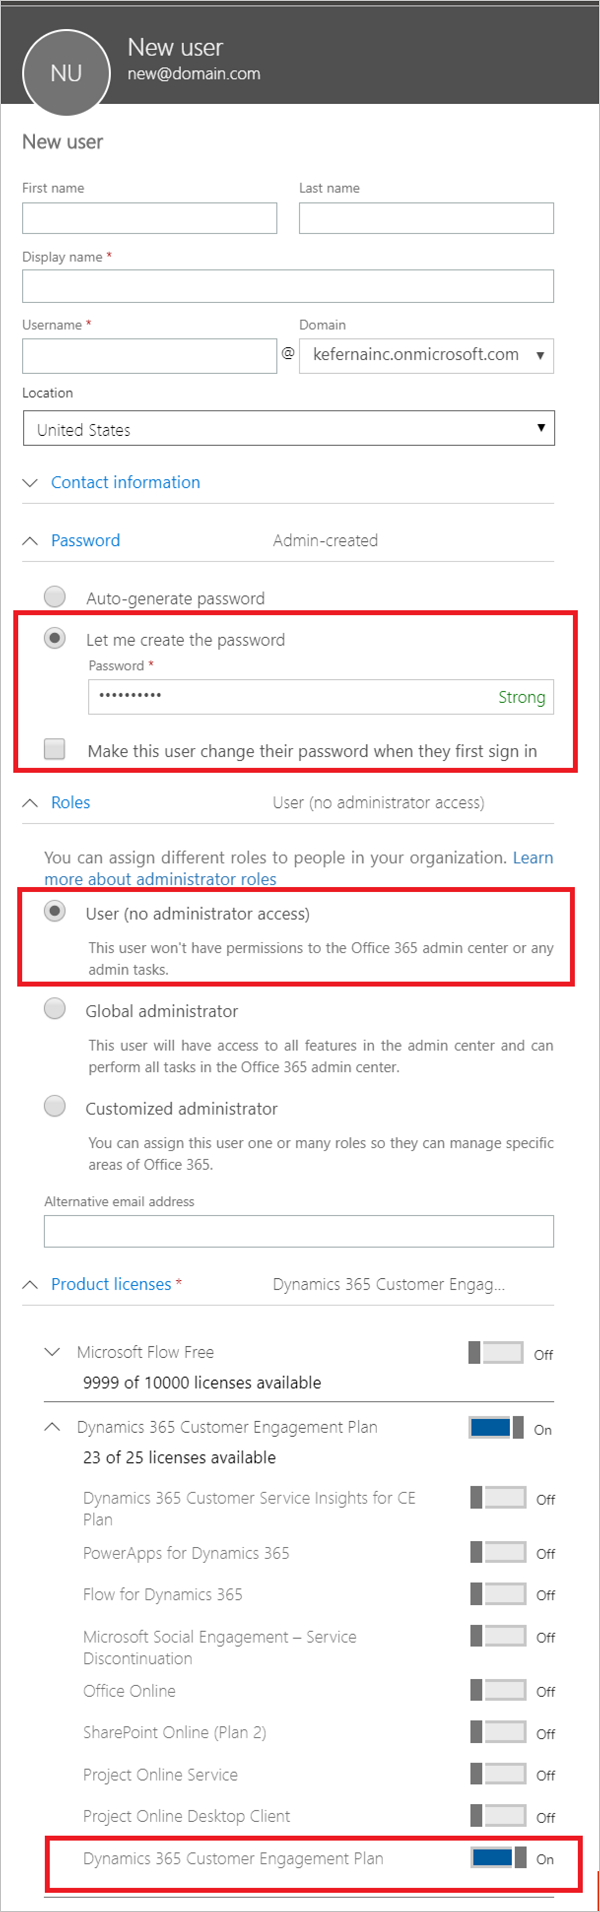 NU
New user
new@domain.com
New user
First name
Last name
Display name *
Username *
Domain
@
kefernainc.onmicrosoft.com
Location
United States
Contact information
Password
Admin-created
Auto-generate password
Let me create the password
Password *
••••••••••
Strong
Make this user change their password when they first sign in
Roles
User (no administrator access)
You can assign different roles to people in your organization. Learn
more about administrator roles
User (no administrator access)
This user won't have permissions to the Office 365 admin center or any
admin tasks.
Global administrator
This user will have access to all features in the admin center and can
perform all tasks in the Office 365 admin center.
Customized administrator
You can assign this user one or many roles so they can manage specific
areas of Office 365.
Alternative email address
Product licenses *
Dynamics 365 Customer Engag...
Microsoft Flow Free
Off
9999 of 10000 licenses available
Dynamics 365 Customer Engagement Plan
On
23 of 25 licenses available
Dynamics 365 Customer Service Insights for CE
Plan
Off
PowerApps for Dynamics 365
Off
Flow for Dynamics 365
Off
Microsoft Social Engagement – Service
Discontinuation
Off
Office Online
Off
SharePoint Online (Plan 2)
Off
Project Online Service
Off
Project Online Desktop Client
Off
Dynamics 365 Customer Engagement Plan
On